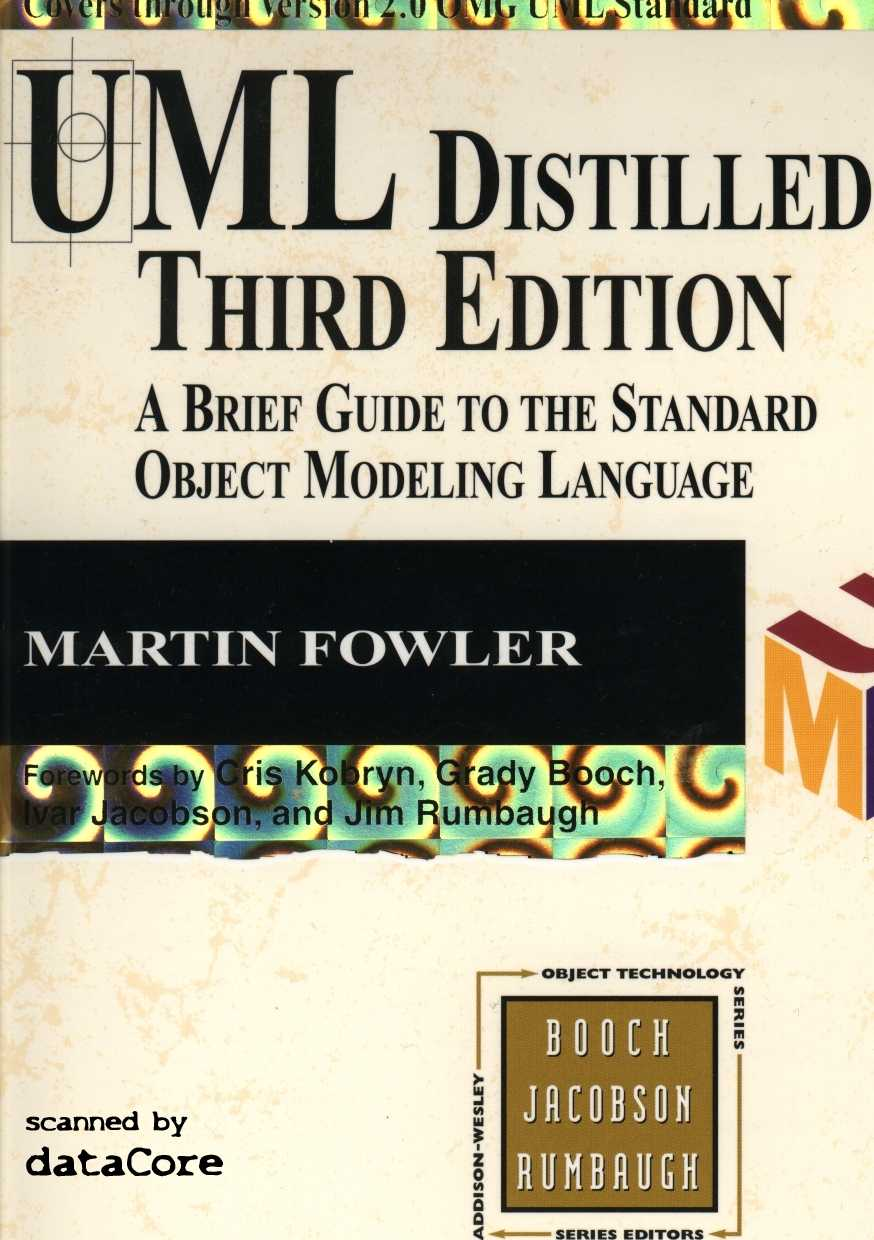 Covers through Version 2.0 OMG UML Standard
UML DISTILLED
THIRD EDITION
A BRIEF GUIDE TO THE STANDARD
OBJECT MODELING LANGUAGE
MARTIN FOWLER
U
M
Forewords by Cris Kobryn, Grady Booch,
Ivar Jacobson, and Jim Rumbaugh
OBJECT TECHNOLOGY
SERIES
BOOCH
JACOBSON
RUMBAUGH
ADDISON-WESLEY
SERIES EDITORS
scanned by
dataCore